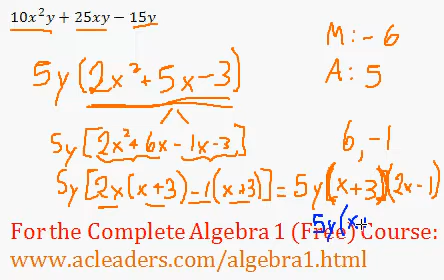 10x²y + 25xy − 15y
M: -6
5y(2x² + 5x - 3)
A: 5
5y[2x² + 6x - 1x - 3]
6, -1
5y[2x(x+3) - 1(x+3)] = 5y(x+3)(2x-1)
5y(x+
For the Complete Algebra 1 (Free) Course:
www.acleaders.com/algebra1.html